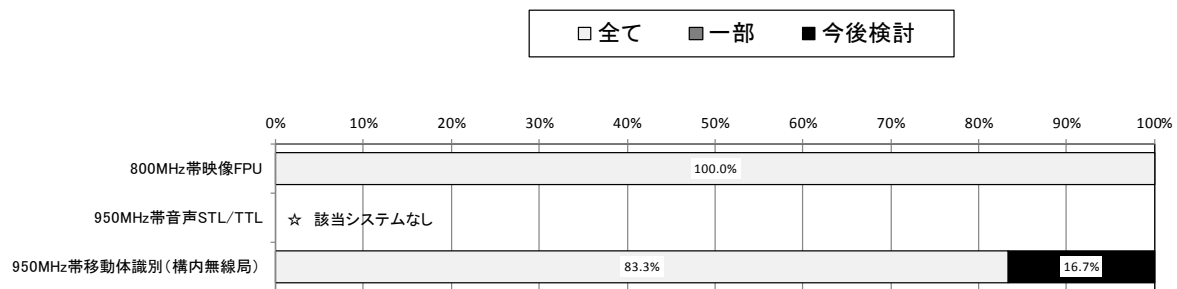 □全て ■一部 ■今後検討
0% 10% 20% 30% 40% 50% 60% 70% 80% 90% 100%
800MHz帯映像FPU 100.0%
950MHz帯音声STL/TTL ☆ 該当システムなし
950MHz帯移動体識別(構内無線局) 83.3% 16.7%